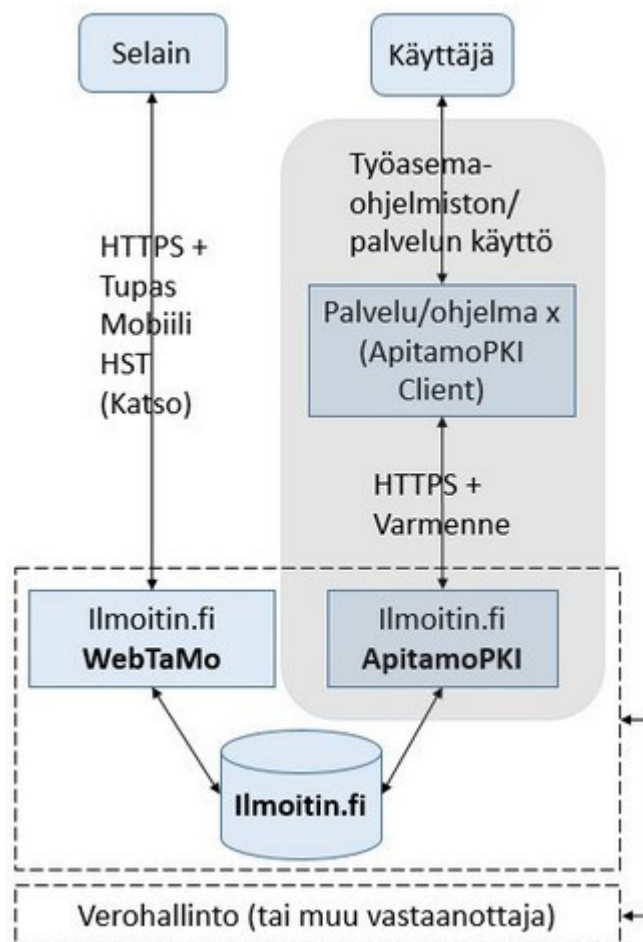 Selain
Käyttäjä
HTTPS +
Tupas
Mobiili
HST
(Katso)
Työasema-
ohjelmiston/
palvelun käyttö
Palvelu/ohjelma x
(ApitamoPKI
Client)
HTTPS +
Varmenne
Ilmoitin.fi
WebTaMo
Ilmoitin.fi
ApitamoPKI
Ilmoitin.fi
Verohallinto (tai muu vastaanottaja)